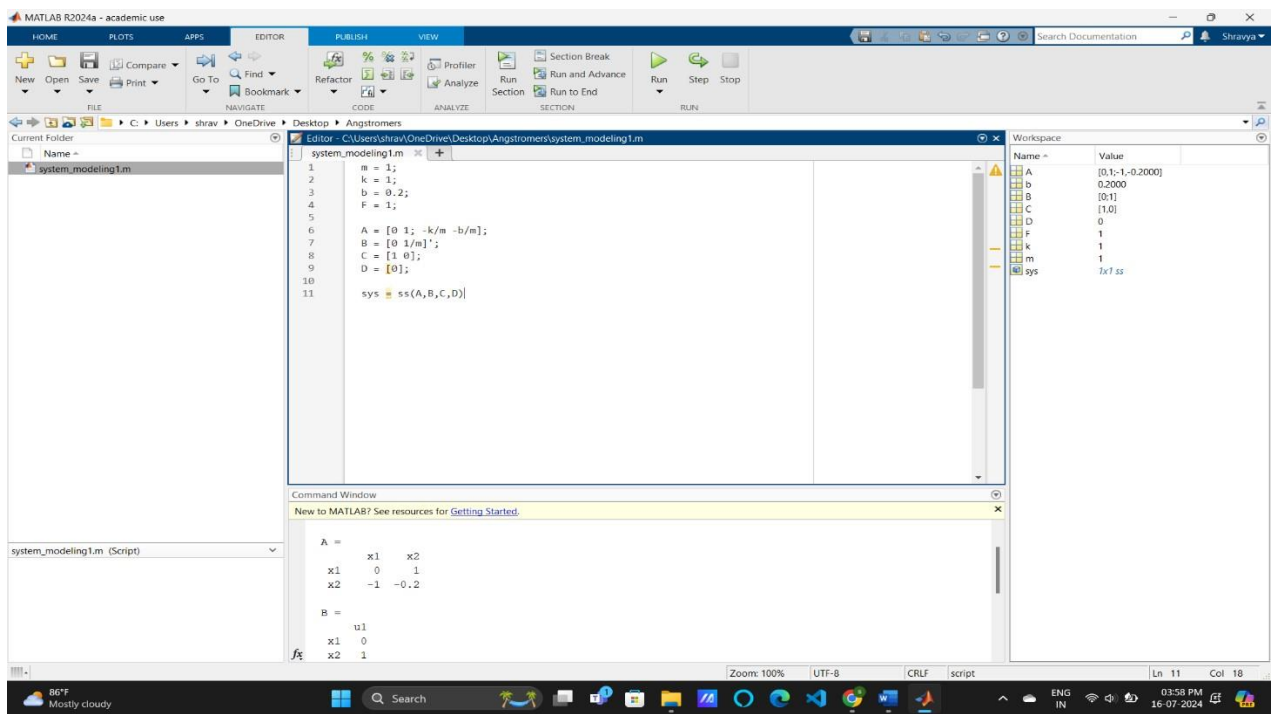 MATLAB R2024a - academic use
HOME PLOTS APPS EDITOR PUBLISH VIEW Search Documentation Shravya
New Open Save Compare Print Go To Find Bookmark Refactor Profiler Analyze Run Section Section Break Run and Advance Run to End Run Step Stop
FILE NAVIGATE CODE ANALYZE SECTION RUN
C: Users shrav OneDrive Desktop Angstromers
Current Folder
Name
system_modeling1.m
Editor - C:\Users\shrav\OneDrive\Desktop\Angstromers\system_modeling1.m
system_modeling1.m
1 m = 1;
2 k = 1;
3 b = 0.2;
4 F = 1;
5
6 A = [0 1; -k/m -b/m];
7 B = [0 1/m]';
8 C = [1 0];
9 D = [0];
10
11 sys = ss(A,B,C,D)
Workspace
Name Value
A [0,1;-1,-0.2000]
b 0.2000
B [0;1]
C [1,0]
D 0
F 1
k 1
m 1
sys 1x1 ss
Command Window
New to MATLAB? See resources for Getting Started.
A =
x1 x2
x1 0 1
x2 -1 -0.2
B =
u1
x1 0
fx x2 1
system_modeling1.m (Script)
Zoom: 100% UTF-8 CRLF script Ln 11 Col 18
86°F
Mostly cloudy
Search
ENG
IN
03:58 PM
16-07-2024